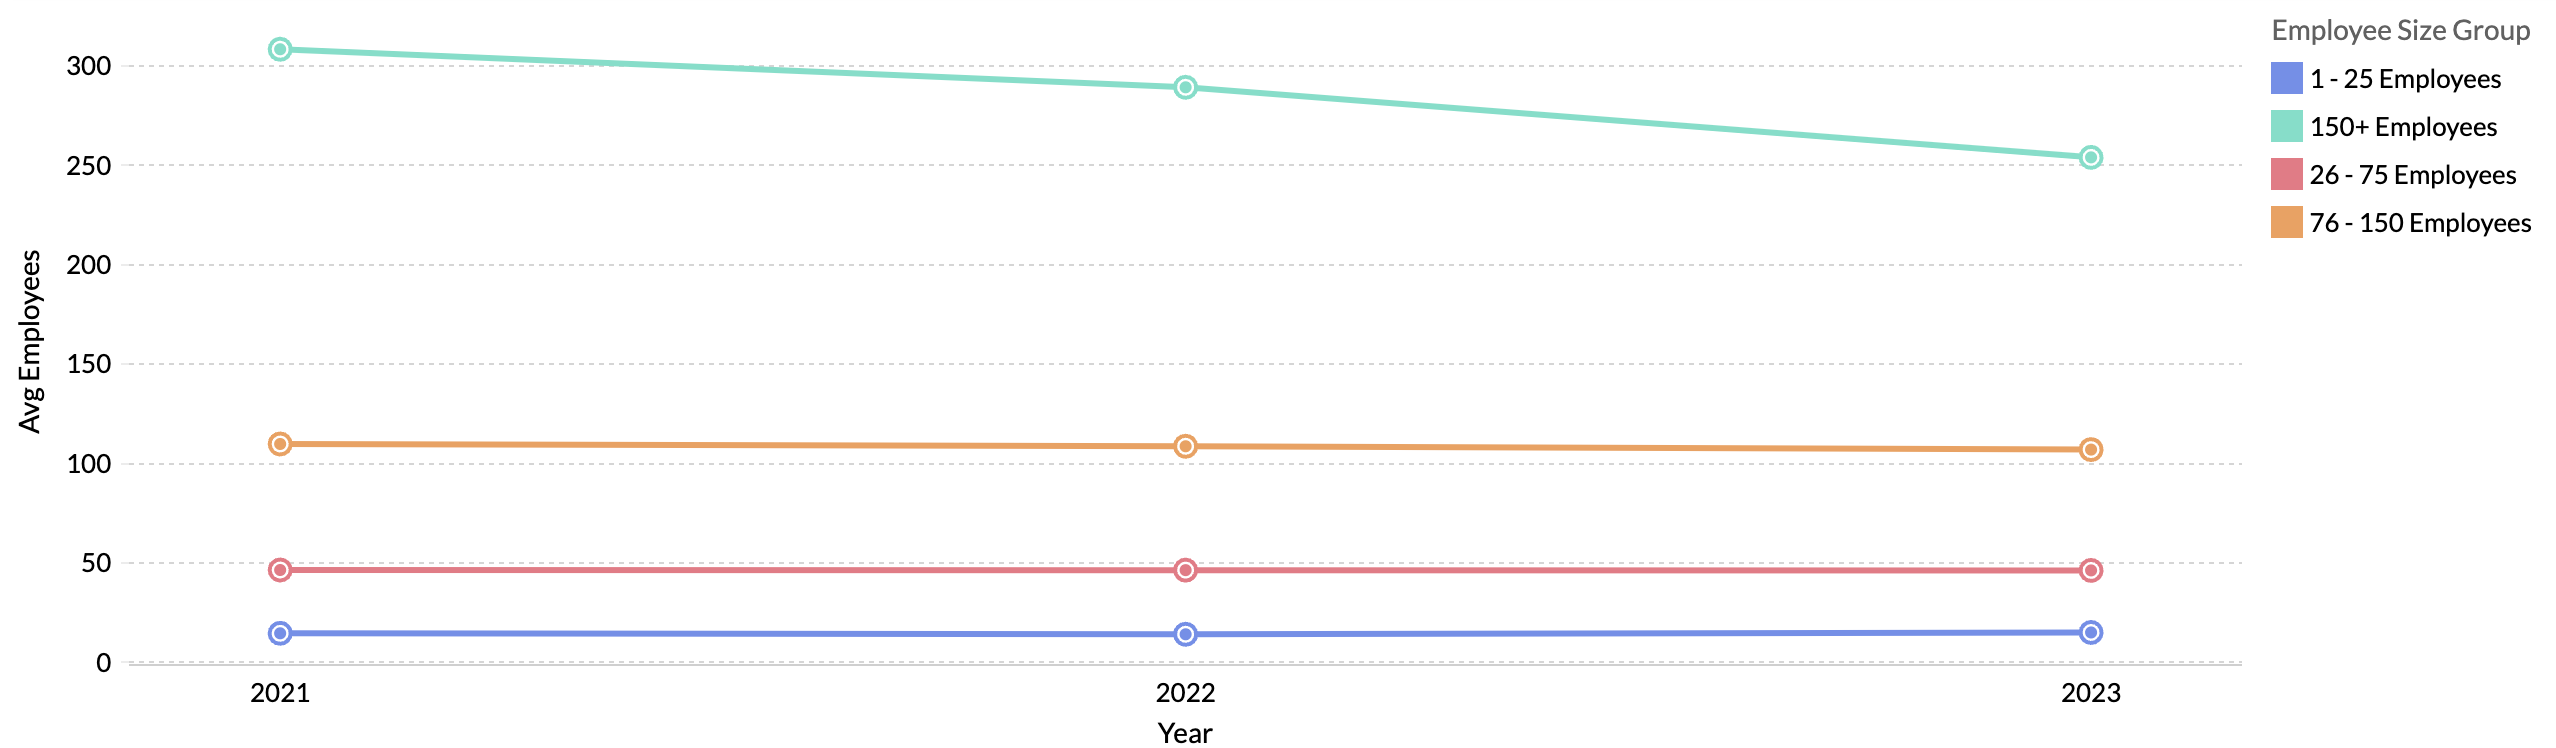 Employee Size Group
1 - 25 Employees
150+ Employees
26 - 75 Employees
76 - 150 Employees
Avg Employees
300
250
200
150
100
50
0
2021
2022
2023
Year